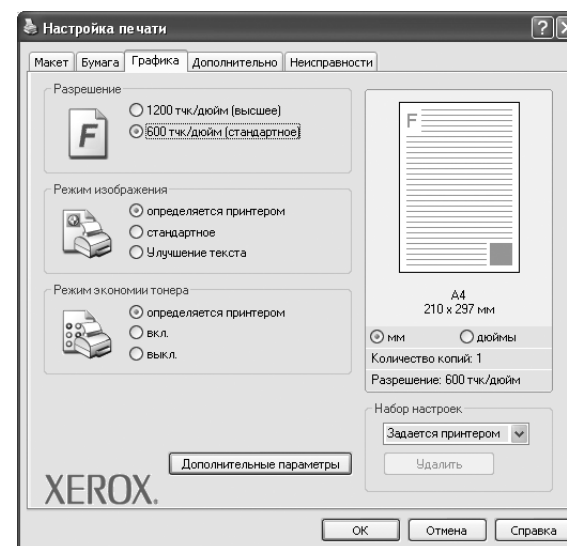 Настройка печати
Макет Бумага Графика Дополнительно Неисправности
Разрешение
1200 тчк/дюйм (высшее)
600 тчк/дюйм (стандартное)
F
F
Режим изображения
определяется принтером
стандартное
Улучшение текста
Режим экономии тонера
определяется принтером
вкл.
выкл.
A4
210 x 297 мм
мм дюймы
Количество копий: 1
Разрешение: 600 тчк/дюйм
Набор настроек
Задается принтером
Удалить
Дополнительные параметры
XEROX.
ОК Отмена Справка